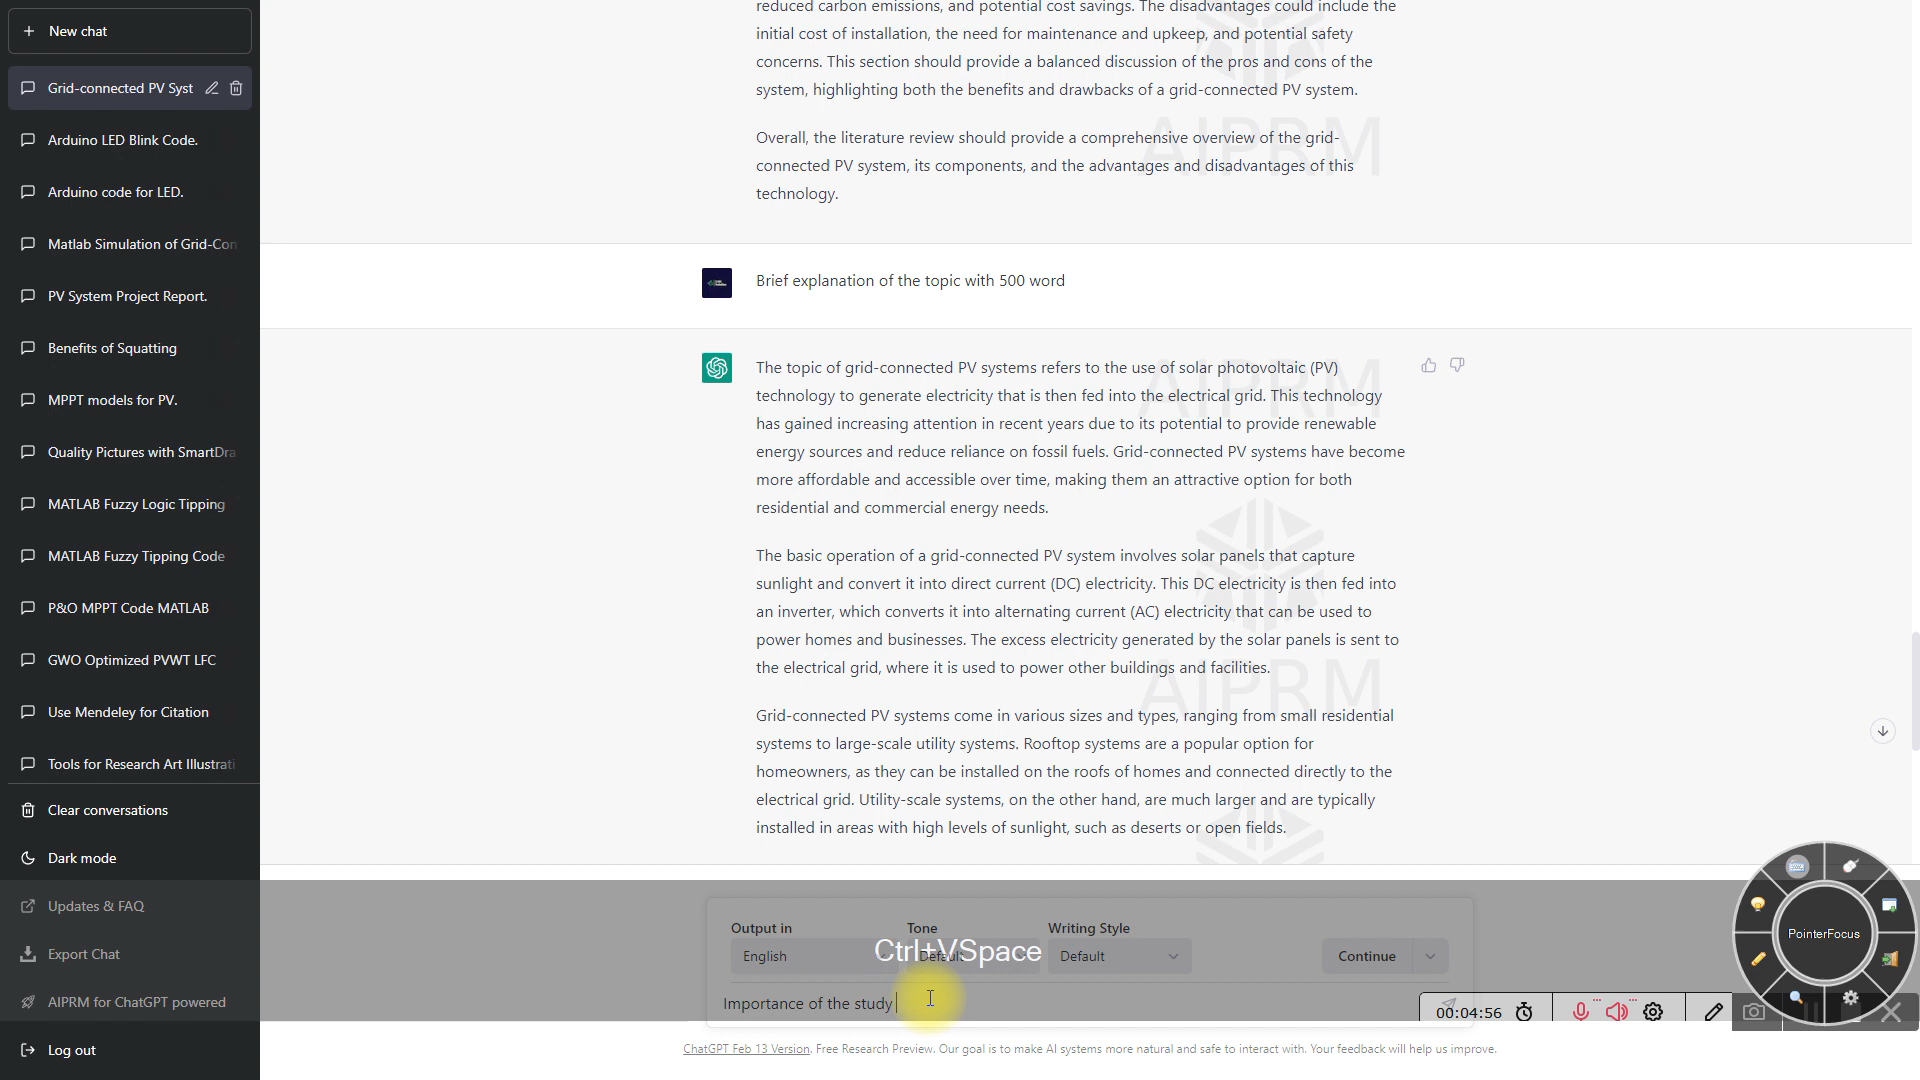 New chat
Grid-connected PV Syst
Arduino LED Blink Code.
Arduino code for LED.
Matlab Simulation of Grid-Con
PV System Project Report.
Benefits of Squatting
MPPT models for PV.
Quality Pictures with SmartDra
MATLAB Fuzzy Logic Tipping
MATLAB Fuzzy Tipping Code
P&O MPPT Code MATLAB
GWO Optimized PVWT LFC
Use Mendeley for Citation
Tools for Research Art Illustrati
Clear conversations
Dark mode
Updates & FAQ
Export Chat
AIPRM for ChatGPT powered
Log out
reduced carbon emissions, and potential cost savings. The disadvantages could include the
initial cost of installation, the need for maintenance and upkeep, and potential safety
concerns. This section should provide a balanced discussion of the pros and cons of the
system, highlighting both the benefits and drawbacks of a grid-connected PV system.
Overall, the literature review should provide a comprehensive overview of the grid-
connected PV system, its components, and the advantages and disadvantages of this
technology.
AIPRM
Brief explanation of the topic with 500 word
The topic of grid-connected PV systems refers to the use of solar photovoltaic (PV)
technology to generate electricity that is then fed into the electrical grid. This technology
has gained increasing attention in recent years due to its potential to provide renewable
energy sources and reduce reliance on fossil fuels. Grid-connected PV systems have become
more affordable and accessible over time, making them an attractive option for both
residential and commercial energy needs.
AIPRM
The basic operation of a grid-connected PV system involves solar panels that capture
sunlight and convert it into direct current (DC) electricity. This DC electricity is then fed into
an inverter, which converts it into alternating current (AC) electricity that can be used to
power homes and businesses. The excess electricity generated by the solar panels is sent to
the electrical grid, where it is used to power other buildings and facilities.
AIPRM
Grid-connected PV systems come in various sizes and types, ranging from small residential
systems to large-scale utility systems. Rooftop systems are a popular option for
homeowners, as they can be installed on the roofs of homes and connected directly to the
electrical grid. Utility-scale systems, on the other hand, are much larger and are typically
installed in areas with high levels of sunlight, such as deserts or open fields.
Output in
Tone
Writing Style
English
Default
Default
Continue
Ctrl+VSpace
Importance of the study
PointerFocus
00:04:56
ChatGPT Feb 13 Version. Free Research Preview. Our goal is to make AI systems more natural and safe to interact with. Your feedback will help us improve.